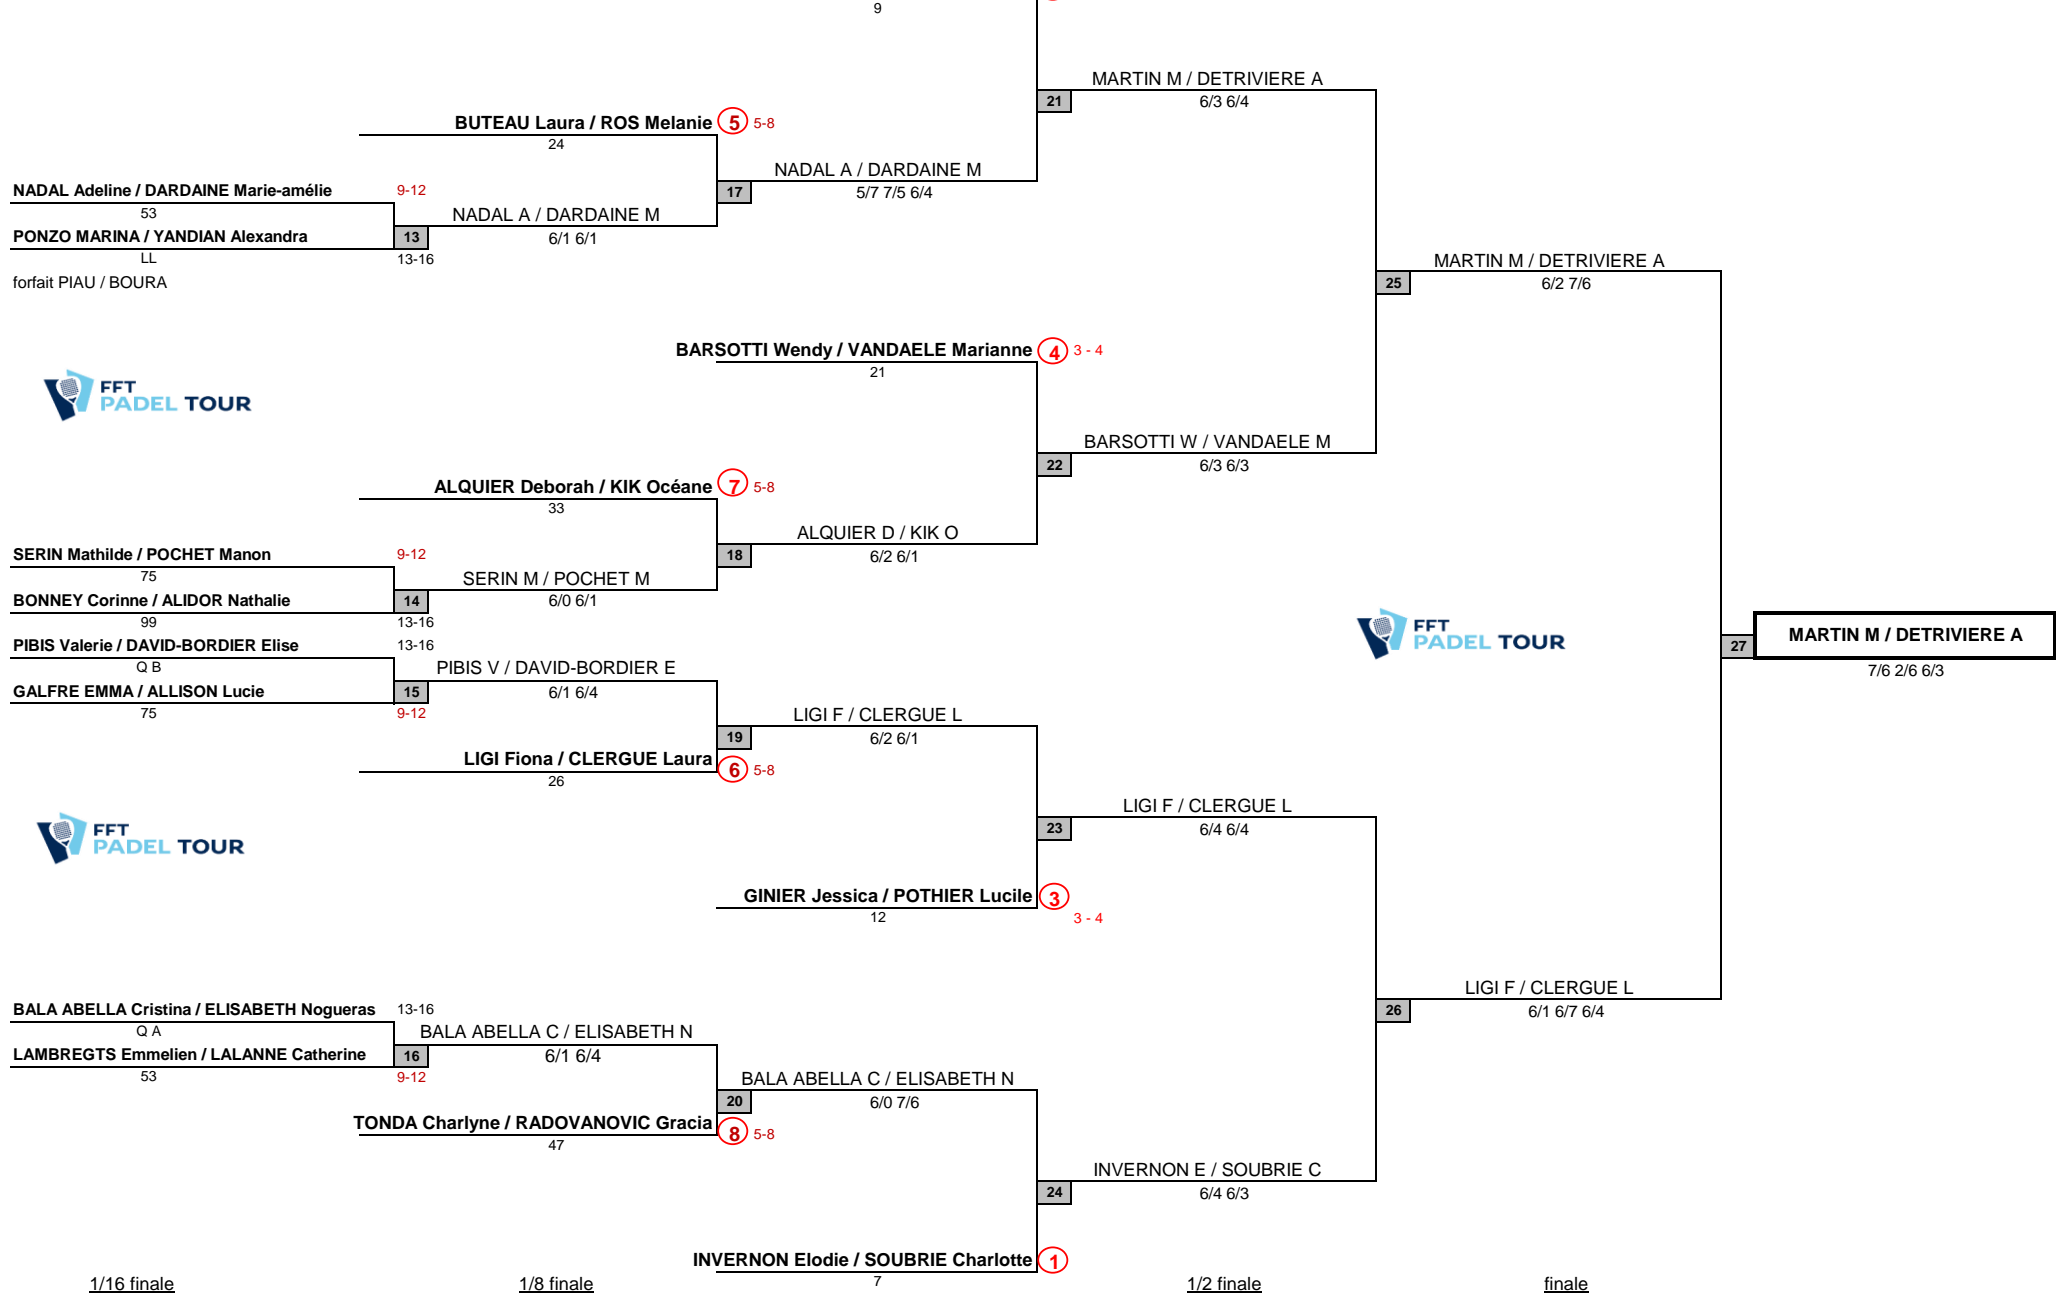 9
MARTIN M / DETRIVIERE A
21
6/3 6/4
BUTEAU Laura / ROS Melanie 5 5-8
24
NADAL A / DARDAINE M
NADAL Adeline / DARDAINE Marie-amélie 9-12
17
5/7 7/5 6/4
53
NADAL A / DARDAINE M
PONZO MARINA / YANDIAN Alexandra
13
6/1 6/1
LL
13-16
MARTIN M / DETRIVIERE A
forfait PIAU / BOURA
25
6/2 7/6
BARSOTTI Wendy / VANDAELE Marianne 4 3 - 4
21
FFT
PADEL TOUR
BARSOTTI W / VANDAELE M
22
6/3 6/3
ALQUIER Deborah / KIK Océane 7 5-8
33
ALQUIER D / KIK O
SERIN Mathilde / POCHET Manon 9-12
18
6/2 6/1
75
SERIN M / POCHET M
BONNEY Corinne / ALIDOR Nathalie
14
6/0 6/1
99
13-16
FFT
PADEL TOUR
MARTIN M / DETRIVIERE A
27
7/6 2/6 6/3
PIBIS Valerie / DAVID-BORDIER Elise 13-16
Q B
PIBIS V / DAVID-BORDIER E
GALFRE EMMA / ALLISON Lucie
15
6/1 6/4
75
9-12
LIGI F / CLERGUE L
19
6/2 6/1
LIGI Fiona / CLERGUE Laura 6 5-8
26
LIGI F / CLERGUE L
23
6/4 6/4
FFT
PADEL TOUR
GINIER Jessica / POTHIER Lucile 3
12
3 - 4
LIGI F / CLERGUE L
26
6/1 6/7 6/4
BALA ABELLA Cristina / ELISABETH Nogueras 13-16
Q A
BALA ABELLA C / ELISABETH N
LAMBREGTS Emmelien / LALANNE Catherine
16
6/1 6/4
53
9-12
BALA ABELLA C / ELISABETH N
20
6/0 7/6
TONDA Charlyne / RADOVANOVIC Gracia 8 5-8
47
INVERNON E / SOUBRIE C
24
6/4 6/3
INVERNON Elodie / SOUBRIE Charlotte 1
7
1/16 finale
1/8 finale
1/2 finale
finale